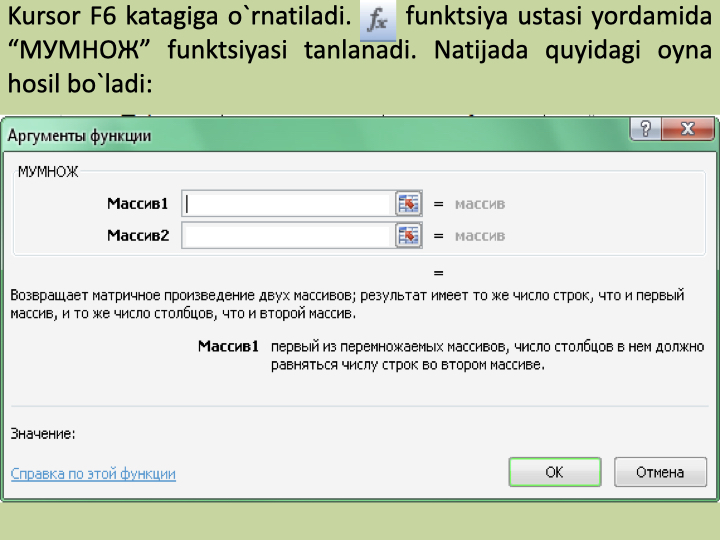 Kursor F6 katagiga o`rnatiladi. fx funktsiya ustasi yordamida
“МУМНОЖ” funktsiyasi tanlanadi. Natijada quyidagi oyna
hosil bo`ladi:
Аргументы функции
МУМНОЖ
Массив1 = массив
Массив2 = массив
=
Возвращает матричное произведение двух массивов; результат имеет то же число строк, что и первый
массив, и то же число столбцов, что и второй массив.
Массив1 первый из перемножаемых массивов, число столбцов в нем должно
равняться числу строк во втором массиве.
Значение:
Справка по этой функции
ОК
Отмена